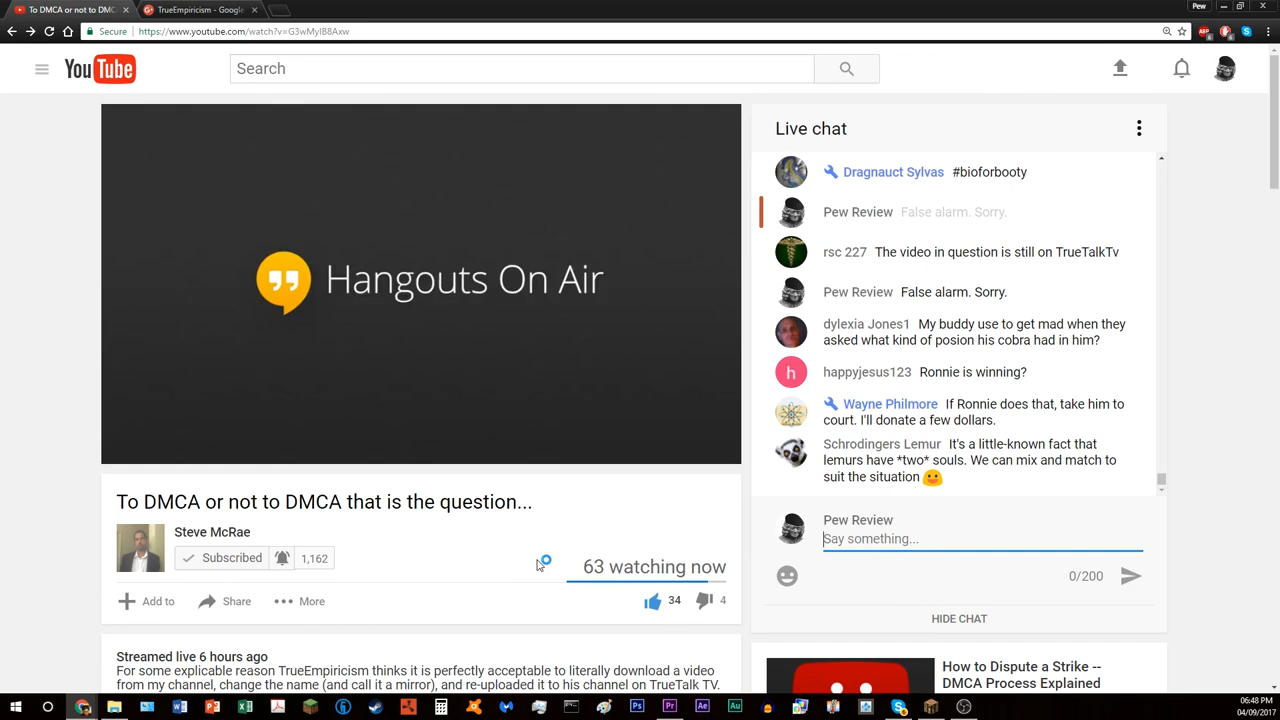 To DMCA or not to DMC
TrueEmpiricism - Google
Pew
Secure
https://www.youtube.com/watch?v=G3wMyIB8Axw
YouTube
Search
Hangouts On Air
Live chat
Dragnauct Sylvas #bioforbooty
Pew Review False alarm. Sorry.
rsc 227 The video in question is still on TrueTalkTv
Pew Review False alarm. Sorry.
dylexia Jones1 My buddy use to get mad when they
asked what kind of posion his cobra had in him?
h
happyjesus123 Ronnie is winning?
Wayne Philmore If Ronnie does that, take him to
court. I'll donate a few dollars.
Schrodingers Lemur It's a little-known fact that
lemurs have *two* souls. We can mix and match to
suit the situation
Pew Review
Say something...
0/200
HIDE CHAT
To DMCA or not to DMCA that is the question...
Steve McRae
Subscribed 1,162
63 watching now
Add to Share More 34 4
Streamed live 6 hours ago
For some explicable reason TrueEmpiricism thinks it is perfectly acceptable to literally download a video
from my channel, change the name (and call it a mirror), and re-uploaded it to his channel on TrueTalk TV.
How to Dispute a Strike --
DMCA Process Explained
06:48 PM
04/09/2017